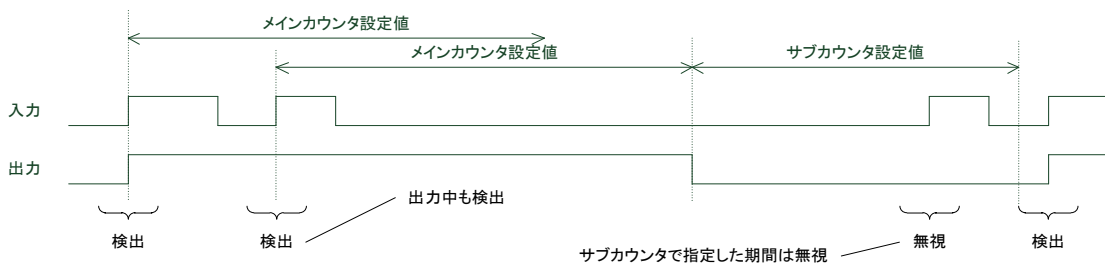 メインカウンタ設定値
メインカウンタ設定値
サブカウンタ設定値
入力
出力
出力中も検出
検出
検出
サブカウンタで指定した期間は無視
無視
検出